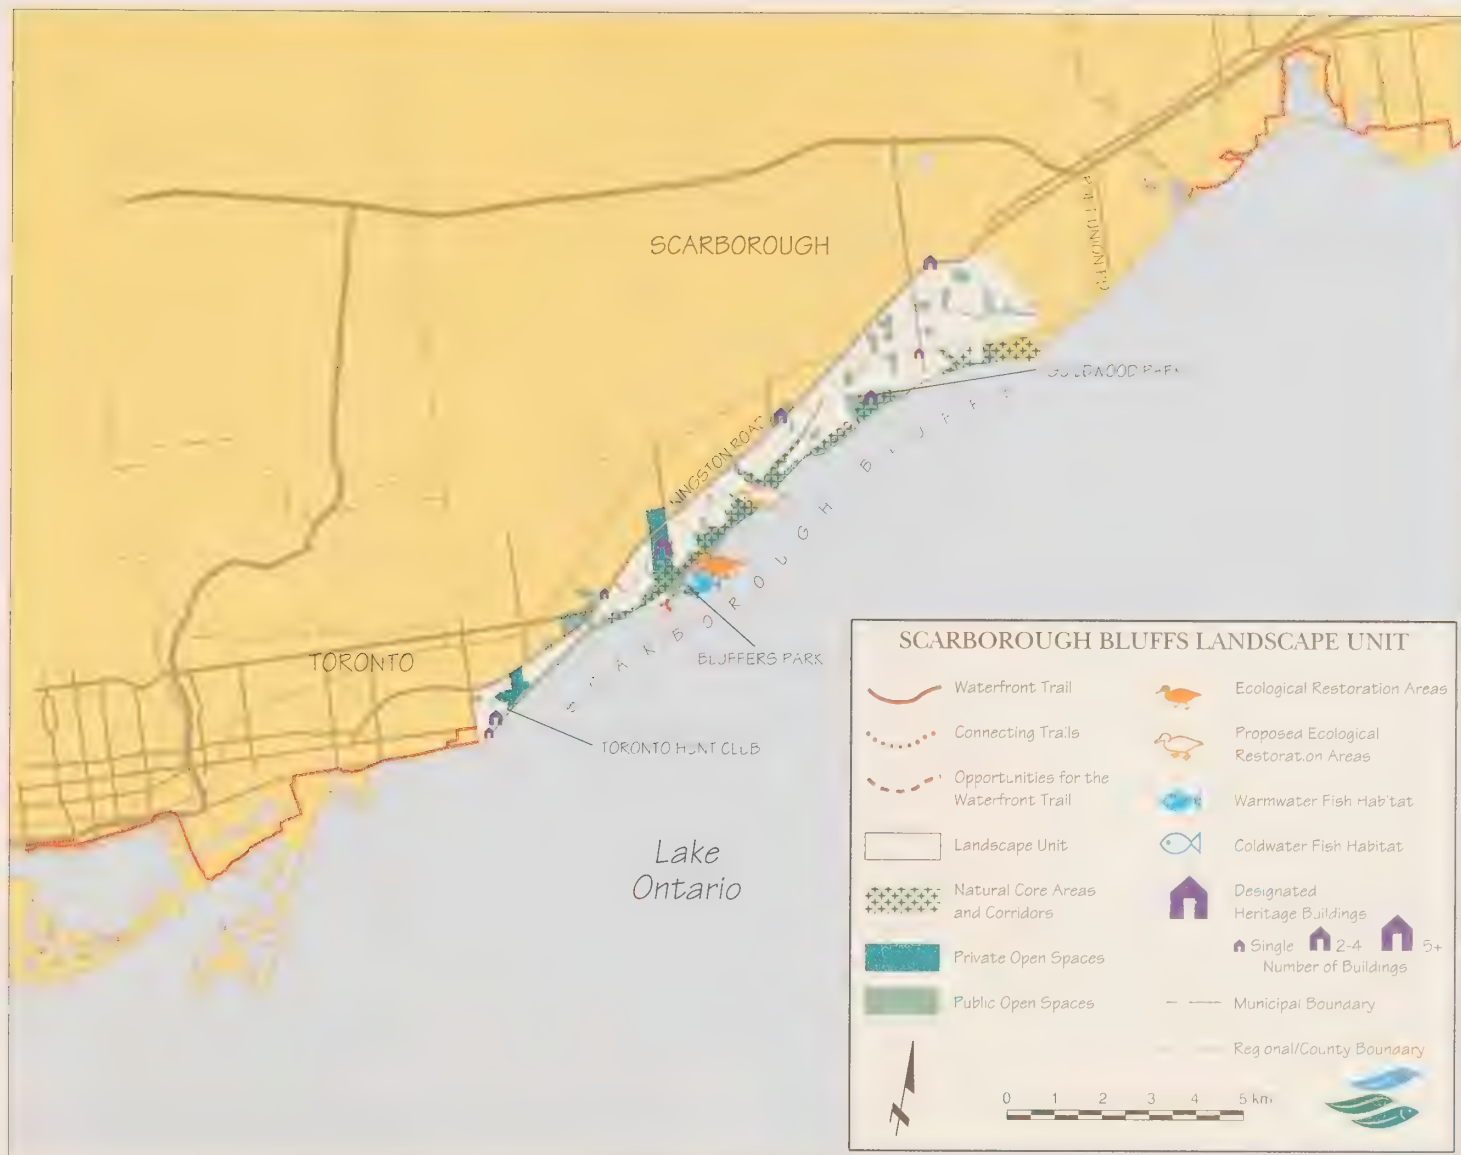 SCARBOROUGH
KINGSTON ROAD
SCARBOROUGH BLUFFS
BLUFFERS PARK
TORONTO
TORONTO HUNT CLUB
Lake
Ontario
SCARBOROUGH BLUFFS LANDSCAPE UNIT
Waterfront Trail
Connecting Trails
Opportunities for the
Waterfront Trail
Landscape Unit
Natural Core Areas
and Corridors
Private Open Spaces
Public Open Spaces
Ecological Restoration Areas
Proposed Ecological
Restoration Areas
Warmwater Fish Habitat
Coldwater Fish Habitat
Designated
Heritage Buildings
Single 2-4 5+
Number of Buildings
Municipal Boundary
Regional/County Boundary
0 1 2 3 4 5 km